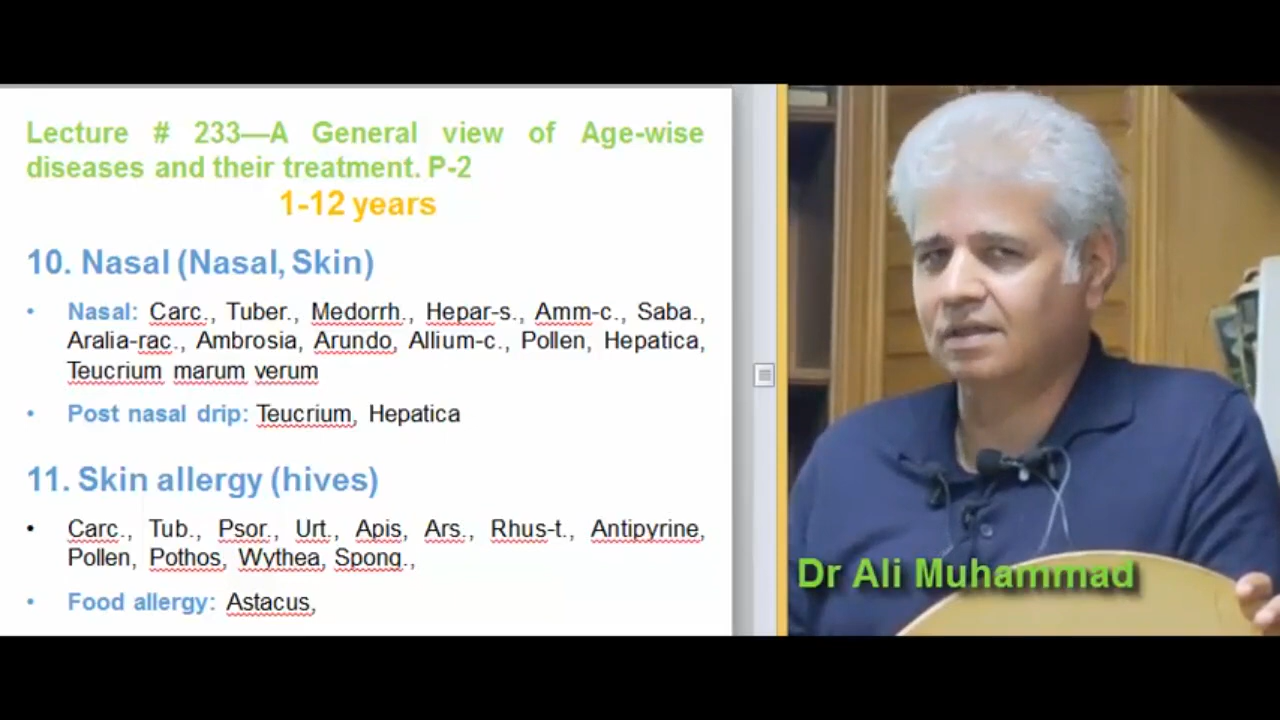 Lecture # 233—A General view of Age-wise
diseases and their treatment. P-2
1-12 years
10. Nasal (Nasal, Skin)
• Nasal: Carc., Tuber., Medorrh., Hepar-s., Amm-c., Saba.,
Aralia-rac., Ambrosia, Arundo, Allium-c., Pollen, Hepatica,
Teucrium marum verum
• Post nasal drip: Teucrium, Hepatica
11. Skin allergy (hives)
• Carc., Tub., Psor., Urt., Apis, Ars., Rhus-t., Antipyrine,
Pollen, Pothos, Wythea, Spong.,
• Food allergy: Astacus,
Dr Ali Muhammad